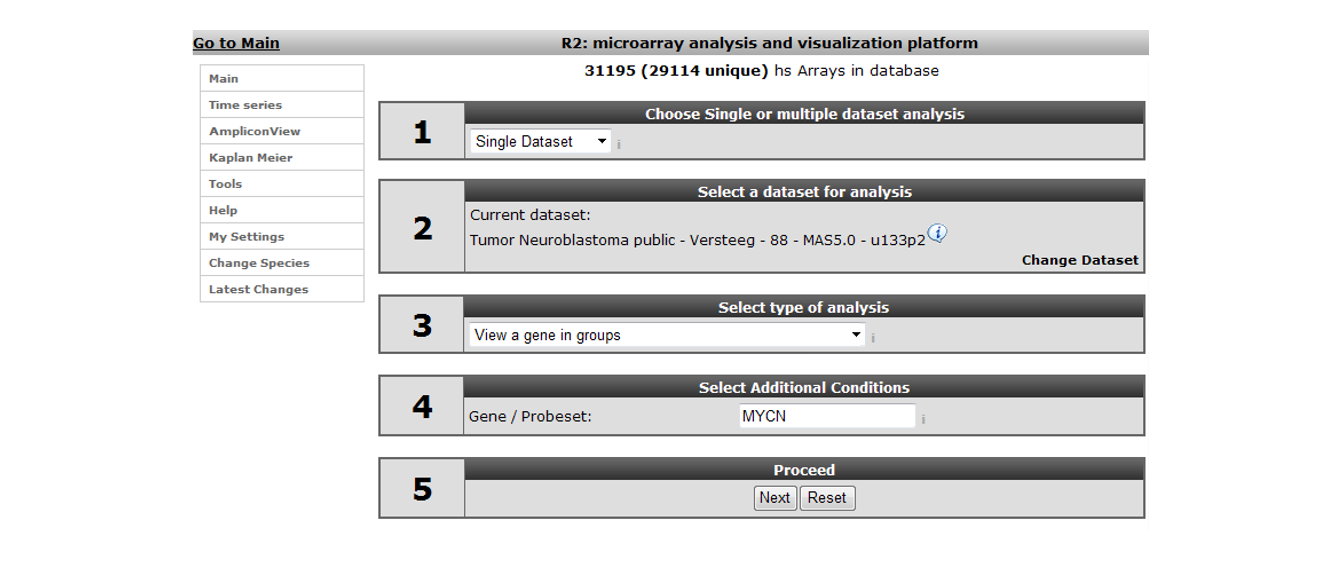 Go to Main
R2: microarray analysis and visualization platform
31195 (29114 unique) hs Arrays in database
Main
Time series
AmpliconView
Kaplan Meier
Tools
Help
My Settings
Change Species
Latest Changes
1
Choose Single or multiple dataset analysis
Single Dataset
i
2
Select a dataset for analysis
Current dataset:
Tumor Neuroblastoma public - Versteeg - 88 - MAS5.0 - u133p2
i
Change Dataset
3
Select type of analysis
View a gene in groups
i
4
Select Additional Conditions
Gene / Probeset:
MYCN
i
5
Proceed
Next Reset